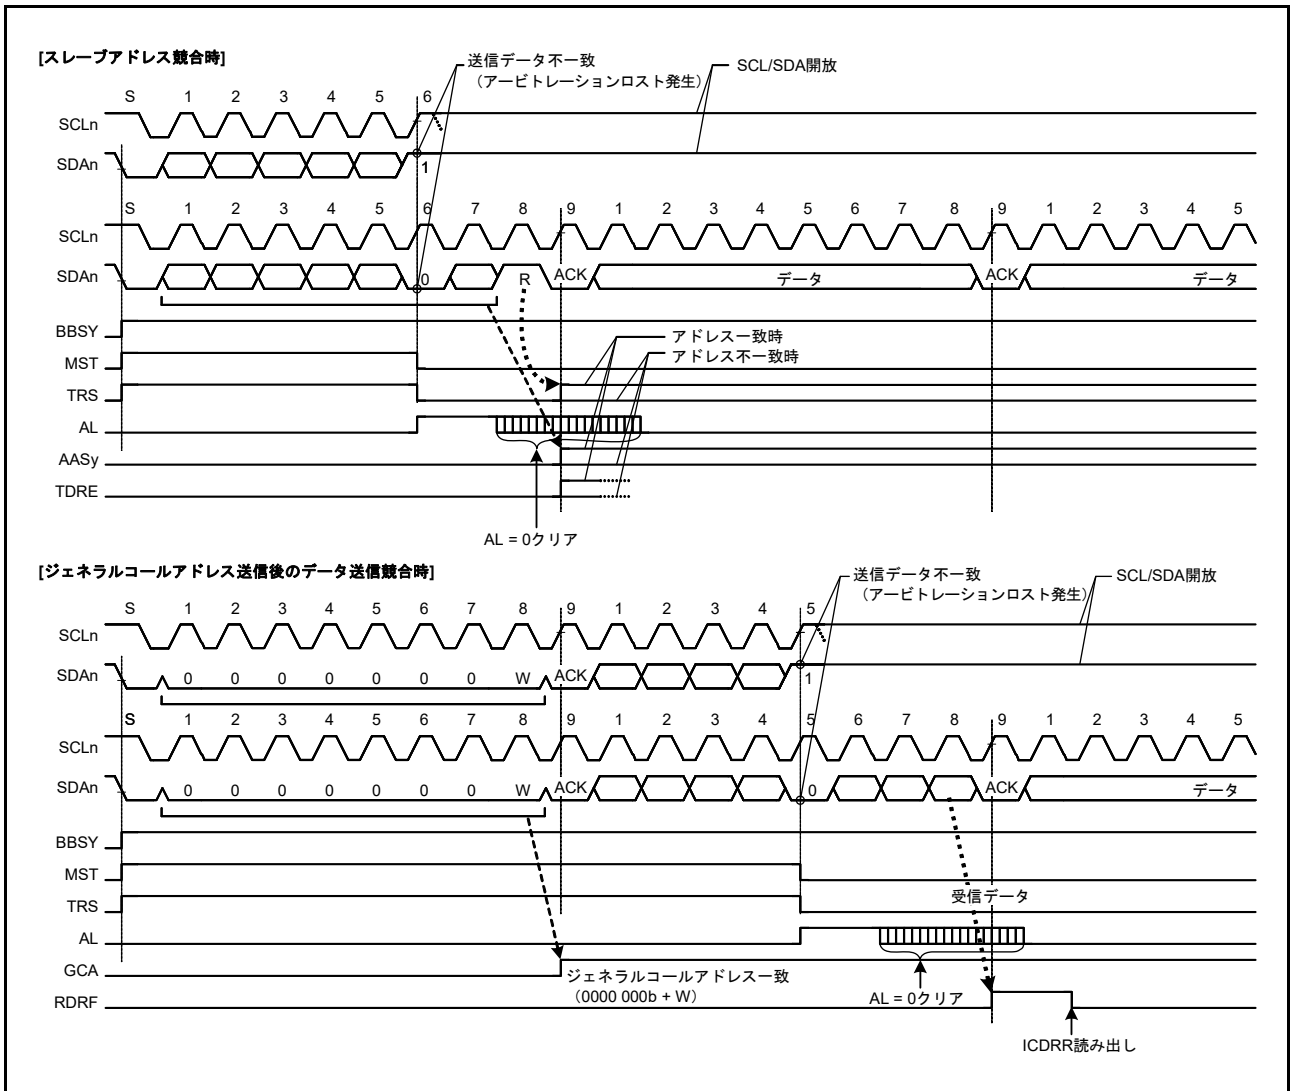 [スレーブアドレス競合時]
送信データ不一致
（アービトレーションロスト発生）
SCL/SDA開放
S 1 2 3 4 5 6
SCLn
SDAn
1
S 1 2 3 4 5 6 7 8 9 1 2 3 4 5 6 7 8 9 1 2 3 4 5
SCLn
SDAn 0 R ACK データ ACK データ
BBSY
アドレス一致時
MST
アドレス不一致時
TRS
AL
AASy
TDRE
AL = 0クリア
[ジェネラルコールアドレス送信後のデータ送信競合時]
送信データ不一致
（アービトレーションロスト発生）
SCL/SDA開放
S 1 2 3 4 5 6 7 8 9 1 2 3 4 5
SCLn
SDAn 0 0 0 0 0 0 0 W ACK 1
S 1 2 3 4 5 6 7 8 9 1 2 3 4 5 6 7 8 9 1 2 3 4 5
SCLn
SDAn 0 0 0 0 0 0 0 W ACK 0 ACK データ
BBSY
MST
受信データ
TRS
AL
GCA
ジェネラルコールアドレス一致
（0000 000b + W）
AL = 0クリア
RDRF
ICDRR読み出し